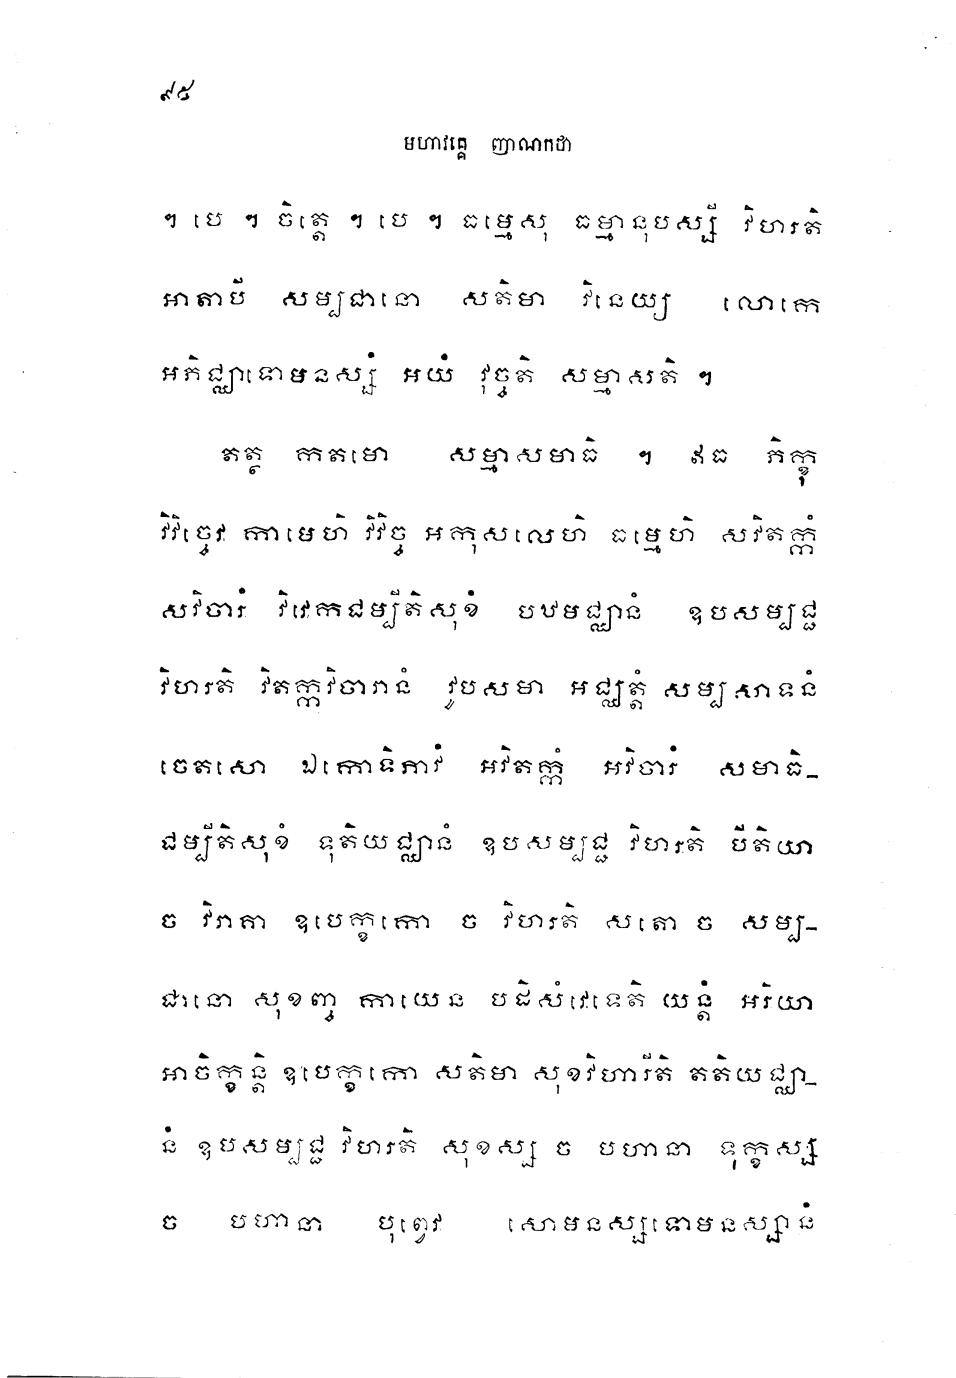 ៩៥
មហាវគ្គេ ញាណកថា
ៗ បេ ៗ ចិត្តេ ៗ បេ ៗ ធម្មេសុ ធម្មានុបស្សី វិហរតិ
អាតាបី សម្បជានោ សតិមា វិនេយ្យ លោកេ
អភិជ្ឈាទោមនស្សំ អយំ វុច្ចតិ សម្មាសតិ ៗ
តត្ថ កតមោ សម្មាសមាធិ ៗ ឥធ ភិក្ខុ
វិវិច្ចេវ កាមេហិ វិវិច្ច អកុសលេហិ ធម្មេហិ សវិតក្កំ
សវិចារំ វិវេកជម្បីតិសុខំ បឋមជ្ឈានំ ឧបសម្បជ្ជ
វិហរតិ វិតក្កវិចារានំ វូបសមា អជ្ឈត្តំ សម្បសាទនំ
ចេតសោ ឯកោទិភាវំ អវិតក្កំ អវិចារំ សមាធិ_
ជម្បីតិសុខំ ទុតិយជ្ឈានំ ឧបសម្បជ្ជ វិហរតិ បីតិយា
ច វិរាគា ឧបេក្ខកោ ច វិហរតិ សតោ ច សម្ប_
ជានោ សុខញ្ច កាយេន បដិសំវេទេតិ យន្តំ អរិយា
អាចិក្ខន្តិ ឧបេក្ខកោ សតិមា សុខវិហារីតិ តតិយជ្ឈា_
នំ ឧបសម្បជ្ជ វិហរតិ សុខស្ស ច បហានា ទុក្ខស្ស
ច បហានា បុព្វេវ សោមនស្សទោមនស្សានំ